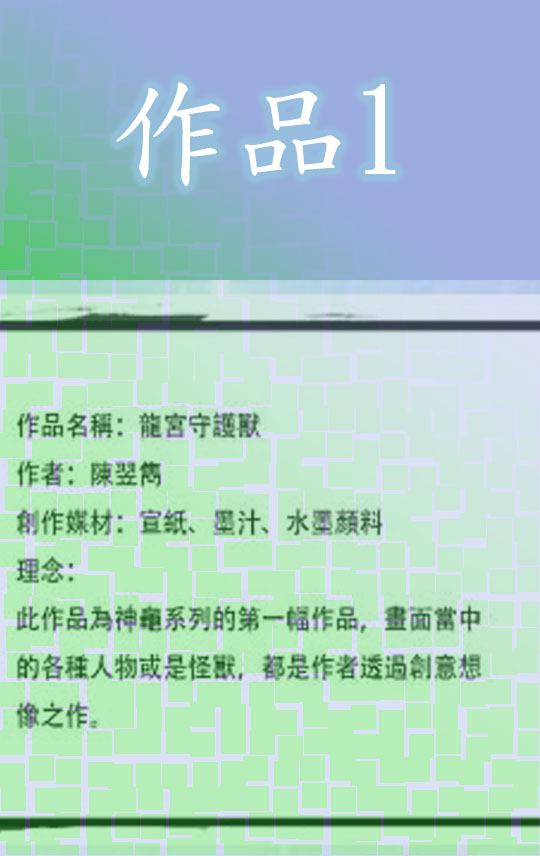 作品1
作品名稱：龍宮守護獸
作者：陳翌雋
創作媒材：宣紙、墨汁、水墨顏料
理念：
此作品為神龜系列的第一幅作品，畫面當中
的各種人物或是怪獸，都是作者透過創意想
像之作。